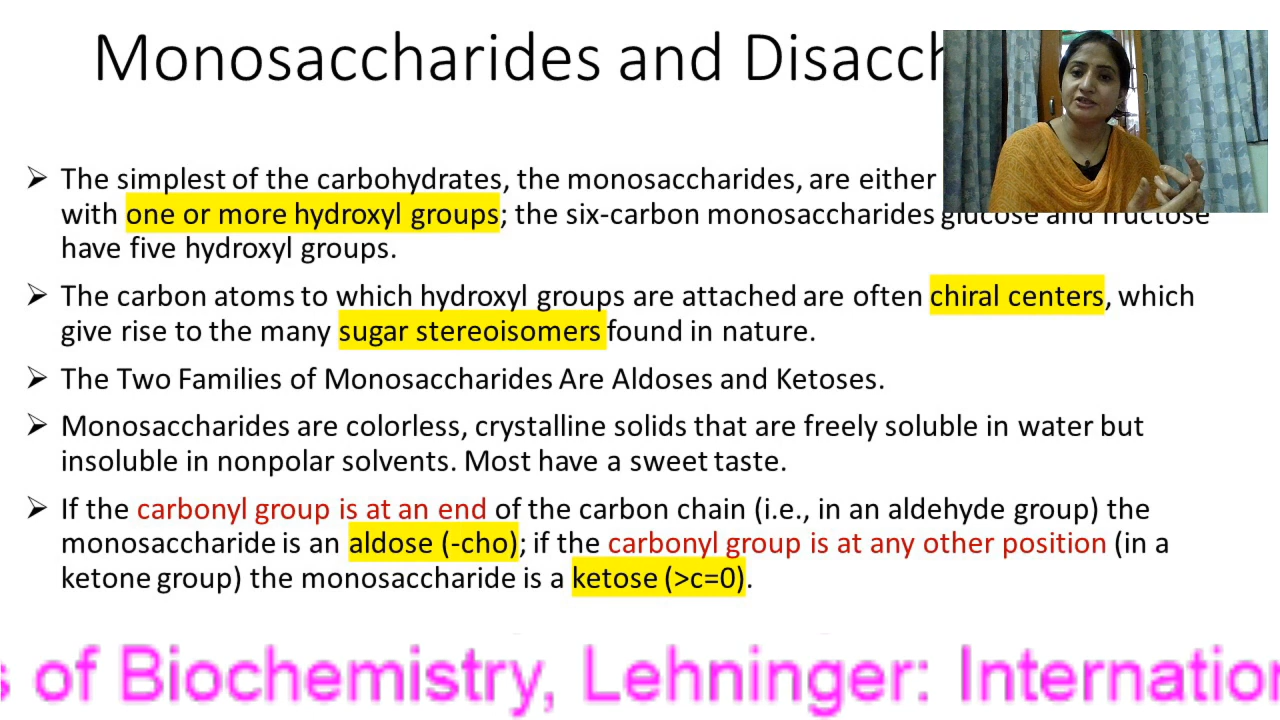 Monosaccharides and Disacch
➢ The simplest of the carbohydrates, the monosaccharides, are either
with one or more hydroxyl groups; the six-carbon monosaccharides glucose and fructose
have five hydroxyl groups.
➢ The carbon atoms to which hydroxyl groups are attached are often chiral centers, which
give rise to the many sugar stereoisomers found in nature.
➢ The Two Families of Monosaccharides Are Aldoses and Ketoses.
➢ Monosaccharides are colorless, crystalline solids that are freely soluble in water but
insoluble in nonpolar solvents. Most have a sweet taste.
➢ If the carbonyl group is at an end of the carbon chain (i.e., in an aldehyde group) the
monosaccharide is an aldose (-cho); if the carbonyl group is at any other position (in a
ketone group) the monosaccharide is a ketose (>c=0).
s of Biochemistry, Lehninger: Internation